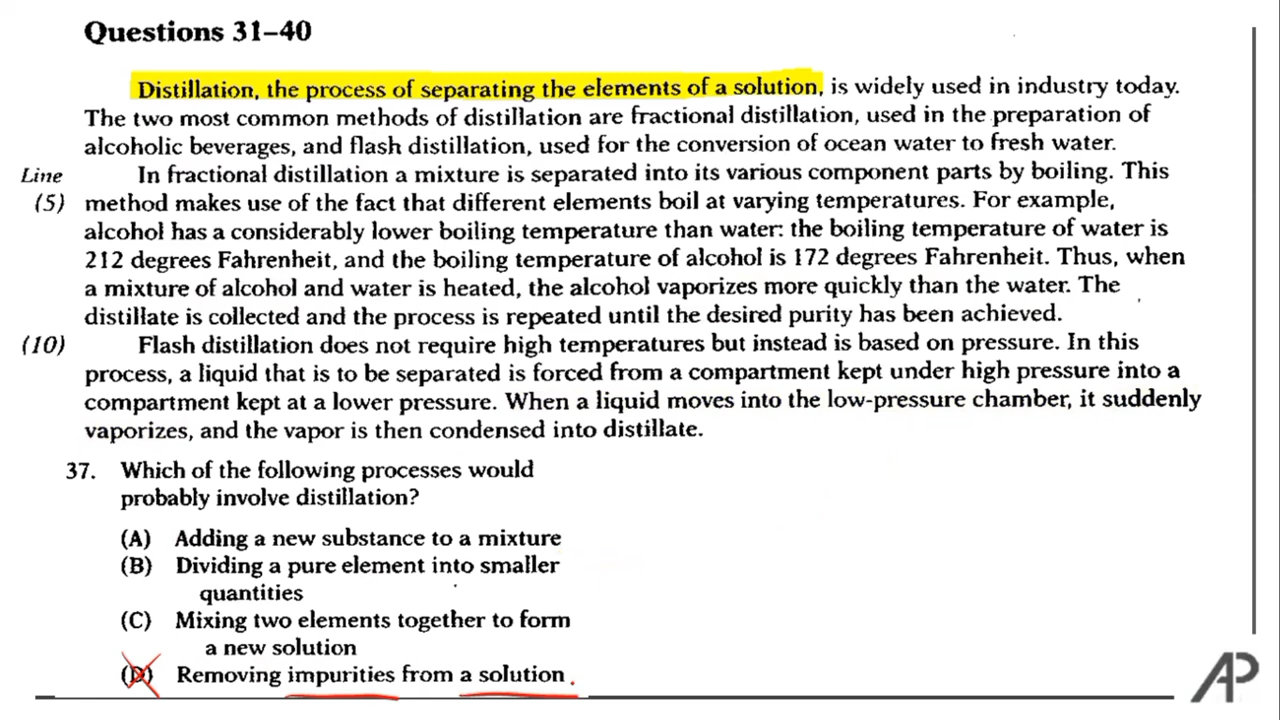 Questions 31–40
Distillation, the process of separating the elements of a solution, is widely used in industry today.
The two most common methods of distillation are fractional distillation, used in the preparation of
alcoholic beverages, and flash distillation, used for the conversion of ocean water to fresh water.
Line In fractional distillation a mixture is separated into its various component parts by boiling. This
(5) method makes use of the fact that different elements boil at varying temperatures. For example,
alcohol has a considerably lower boiling temperature than water: the boiling temperature of water is
212 degrees Fahrenheit, and the boiling temperature of alcohol is 172 degrees Fahrenheit. Thus, when
a mixture of alcohol and water is heated, the alcohol vaporizes more quickly than the water. The
distillate is collected and the process is repeated until the desired purity has been achieved.
(10) Flash distillation does not require high temperatures but instead is based on pressure. In this
process, a liquid that is to be separated is forced from a compartment kept under high pressure into a
compartment kept at a lower pressure. When a liquid moves into the low-pressure chamber, it suddenly
vaporizes, and the vapor is then condensed into distillate.
37. Which of the following processes would
probably involve distillation?
(A) Adding a new substance to a mixture
(B) Dividing a pure element into smaller
quantities
(C) Mixing two elements together to form
a new solution
(D) Removing impurities from a solution.
AP